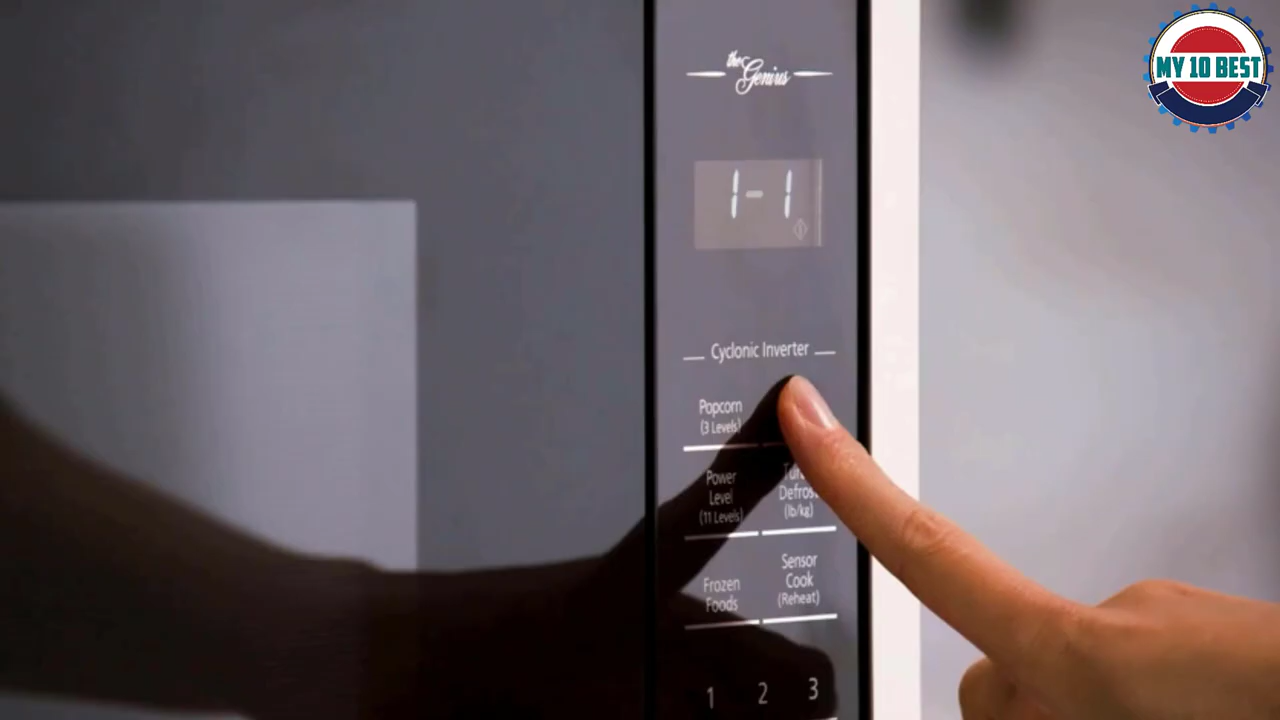 MY 10 BEST
the
Genius
1-1
Cyclonic Inverter
Popcorn
(3 Levels)
Power
Level
(11 Levels)
Defrost
(lb/kg)
Frozen
Foods
Sensor
Cook
(Reheat)
1 2 3